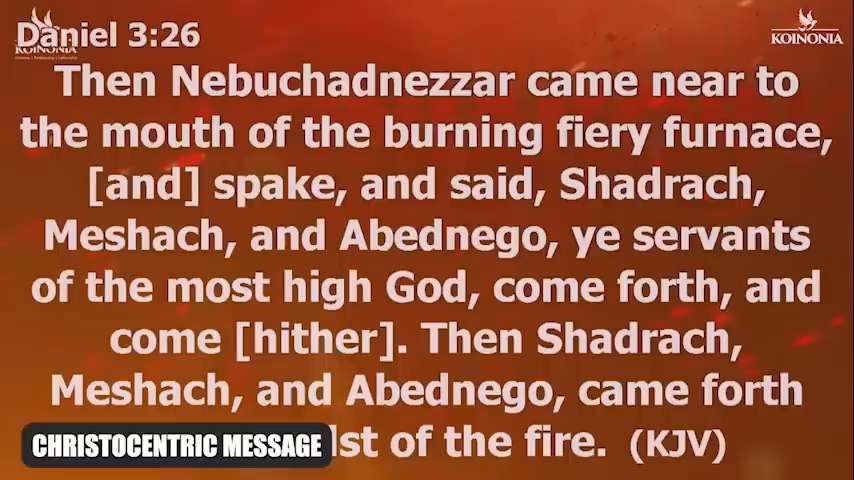 Daniel 3:26
KOINONIA
KOINONIA
Then Nebuchadnezzar came near to
the mouth of the burning fiery furnace,
[and] spake, and said, Shadrach,
Meshach, and Abednego, ye servants
of the most high God, come forth, and
come [hither]. Then Shadrach,
Meshach, and Abednego, came forth
CHRISTOCENTRIC MESSAGE
of the fire. (KJV)